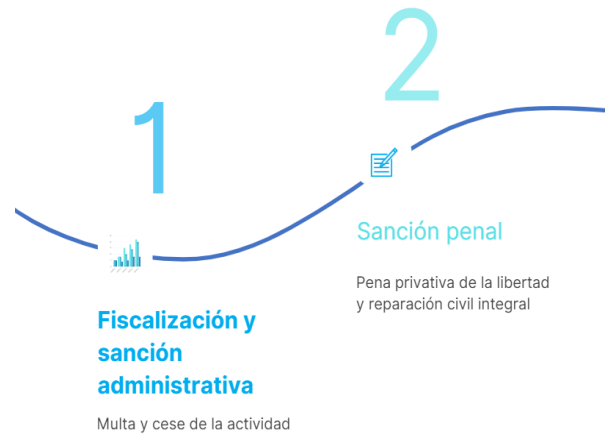 1
Fiscalización y
sanción
administrativa
Multa y cese de la actividad
2
Sanción penal
Pena privativa de la libertad
y reparación civil integral